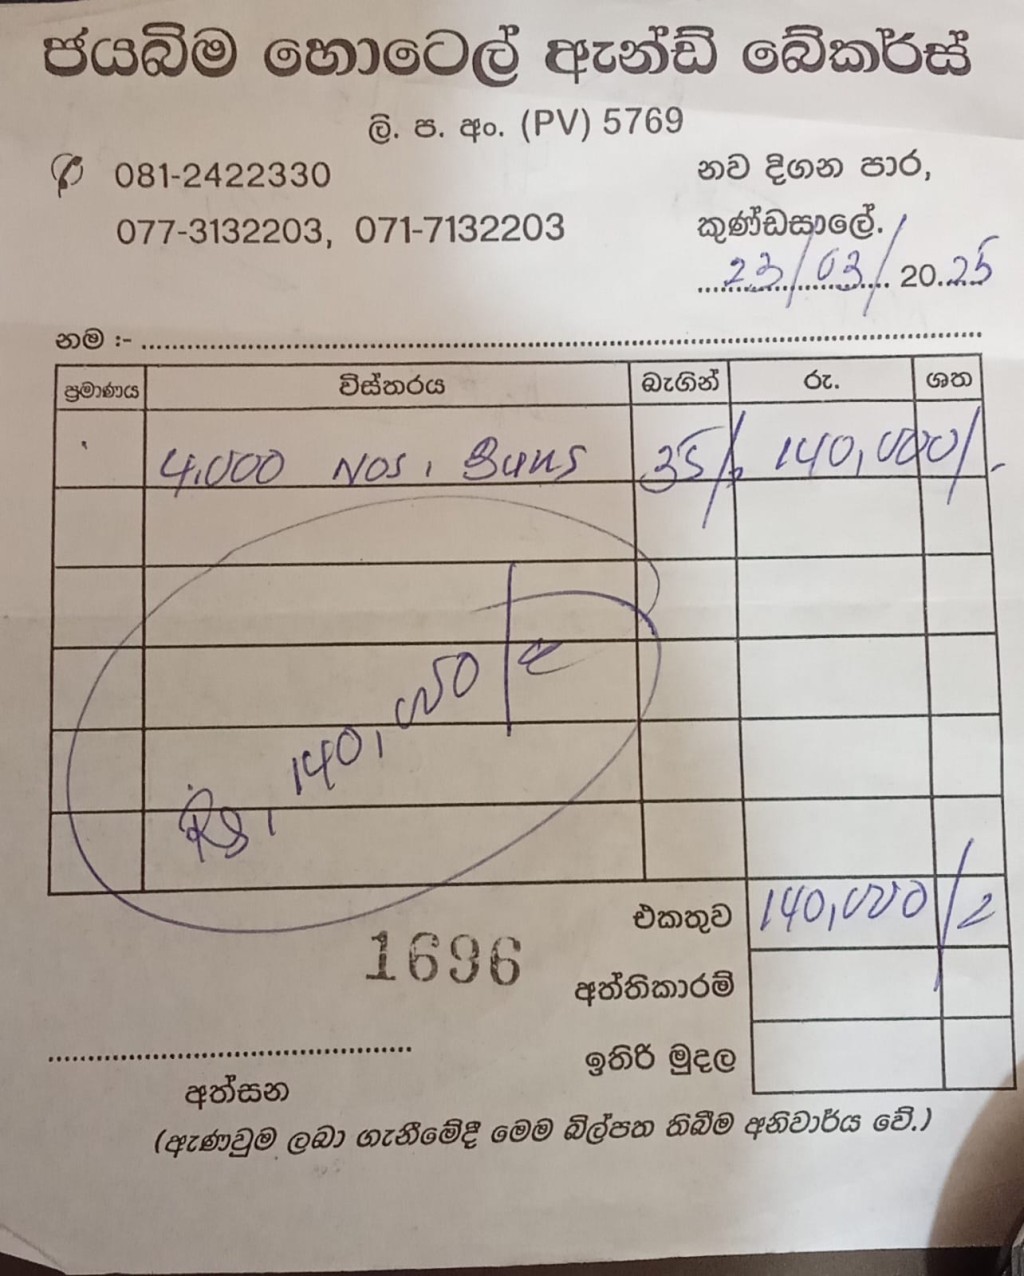 ජයබිම හොටෙල් ඇන්ඩ් බේකර්ස්
ලි. ප. අං. (PV) 5769
081-2422330
නව දිගන පාර,
077-3132203, 071-7132203
කුණ්ඩසාලේ.
23/03/ 20.25
නම :-
ප්‍රමාණය විස්තරය බැගින් රු. ශත
4,000 Nos, Buns 35/= 140,000/-
Rs, 140,000/=
එකතුව 140,000/=
1696
අත්තිකාරම්
ඉතිරි මුදල
අත්සන
(ඇණවුම ලබා ගැනීමේදී මෙම බිල්පත තිබීම අනිවාර්ය වේ.)